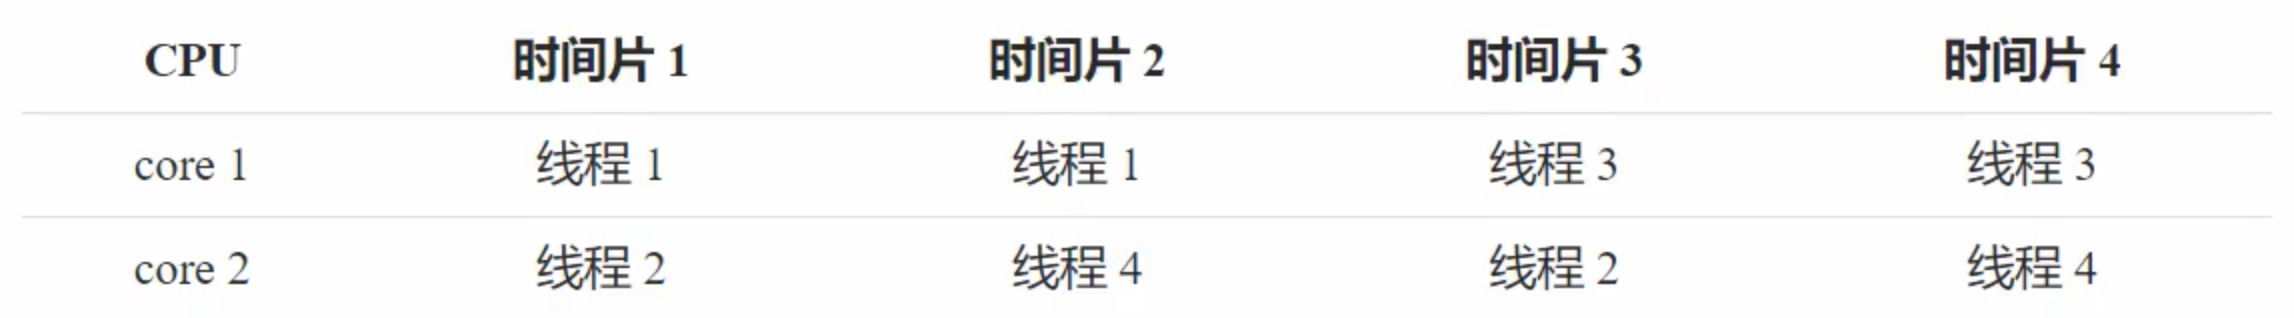 CPU 时间片 1 时间片 2 时间片 3 时间片 4
core 1 线程 1 线程 1 线程 3 线程 3
core 2 线程 2 线程 4 线程 2 线程 4